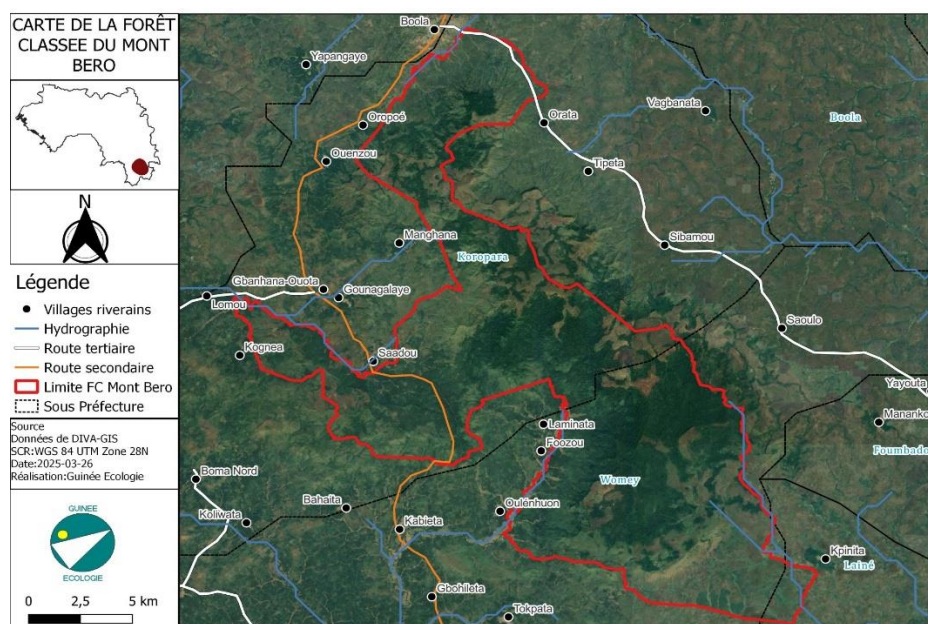 CARTE DE LA FORÊT
CLASSEE DU MONT
BERO
N
Légende
Villages riverains
Hydrographie
Route tertiaire
Route secondaire
Limite FC Mont Bero
Sous Préfecture
Source
Données de DIVA-GIS
SCR:WGS 84 UTM Zone 28N
Date:2025-03-26
Réalisation:Guinée Ecologie
GUINEE
ECOLOGIE
0 2,5 5 km
Boola
Yapangaye
Vagbanata
Boola
Oropoé
Orata
Ouenzou
Tipeta
Manghana
Koropara
Sibamou
Gbanhana-Ouota
Lomou
Gounagalaye
Saoulo
Kognea
Saadou
Yayouta
Mananko
Laminata
Foozou
Foumbado
Boma Nord
Womey
Bahaita
Oulenhuon
Koliwata
Kabieta
Kpinita
Lainé
Gbohileta
Tokpata